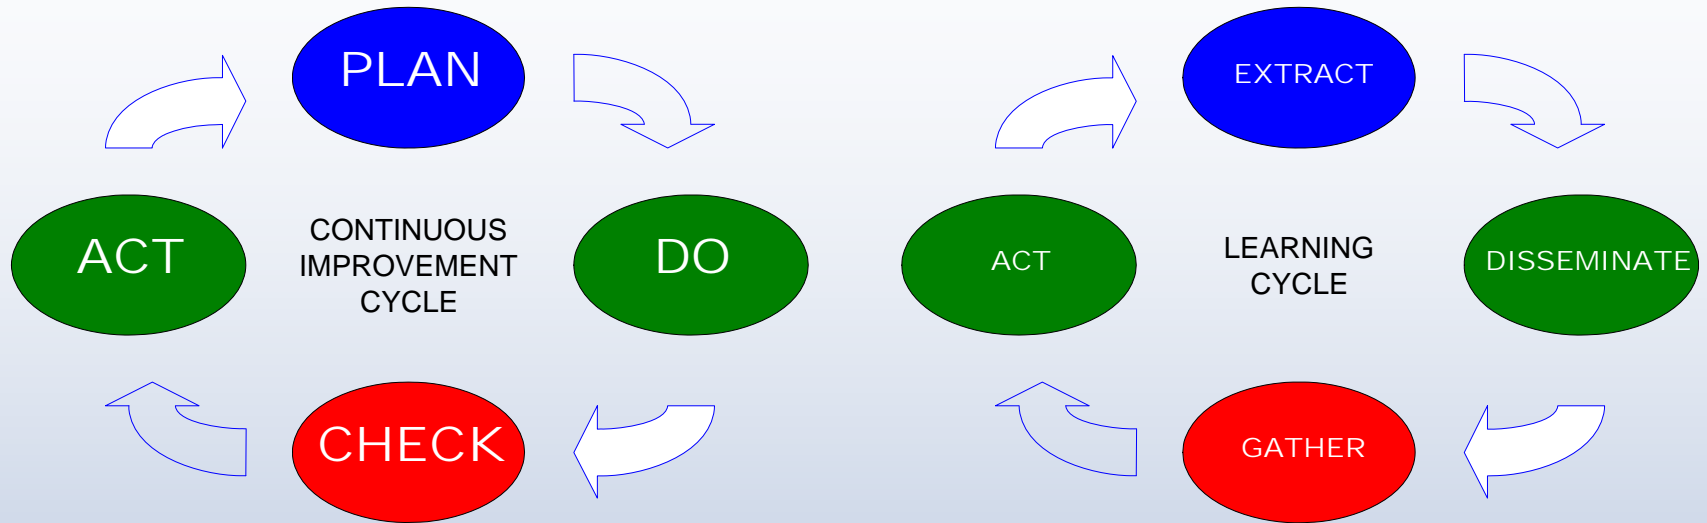 PLAN
ACT
CONTINUOUS
IMPROVEMENT
CYCLE
DO
CHECK
EXTRACT
ACT
LEARNING
CYCLE
DISSEMINATE
GATHER